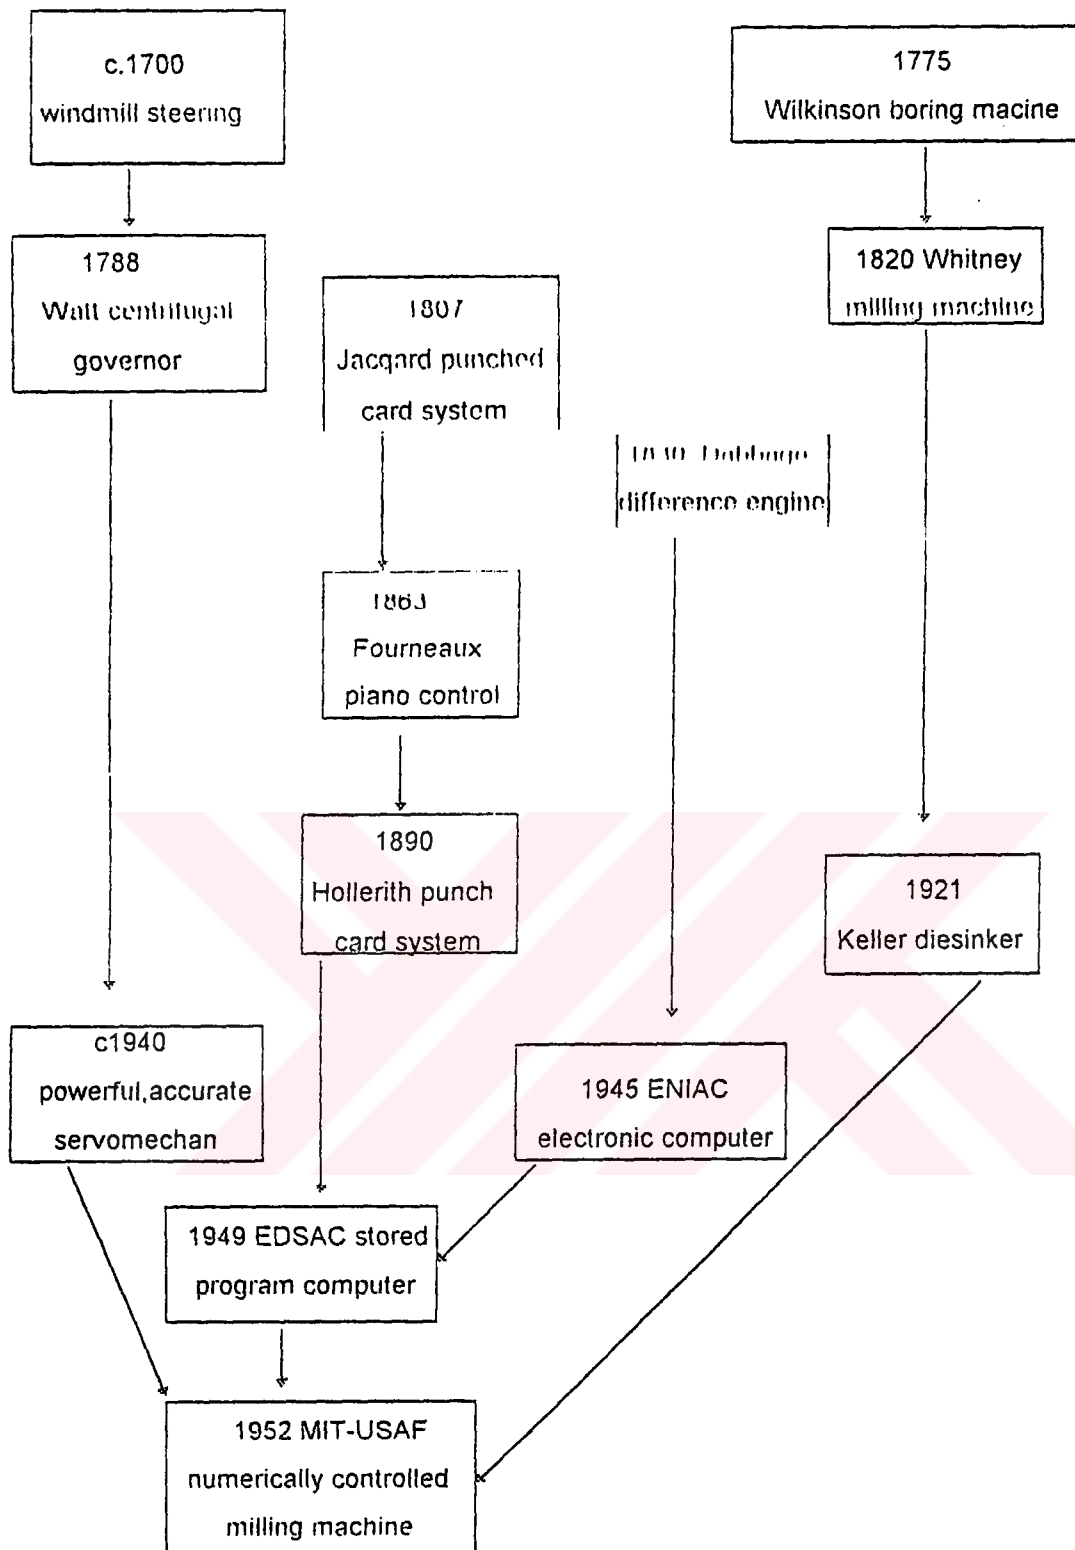 c.1700
windmill steering
1775
Wilkinson boring macine
1788
Watt centrifugal
governor
1820 Whitney
milling machine
1807
Jacqard punched
card system
difference engine
1863
Fourneaux
piano control
1890
Hollerith punch
card system
1921
Keller diesinker
c1940
powerful,accurate
servomechan
1945 ENIAC
electronic computer
1949 EDSAC stored
program computer
1952 MIT-USAF
numerically controlled
milling machine